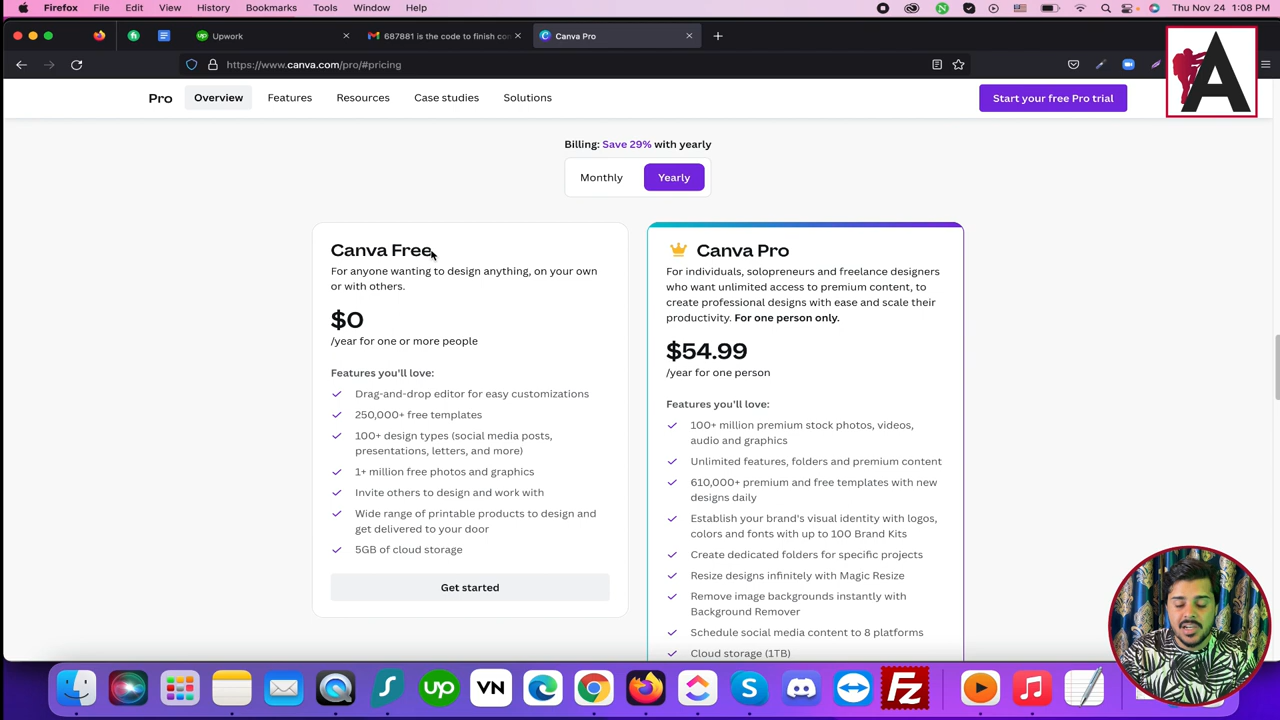 Firefox File Edit View History Bookmarks Tools Window Help Thu Nov 24 1:08 PM
Upwork 687881 is the code to finish con Canva Pro
https://www.canva.com/pro/#pricing
A
Pro Overview Features Resources Case studies Solutions Start your free Pro trial
Billing: Save 29% with yearly
Monthly Yearly
Canva Free
For anyone wanting to design anything, on your own
or with others.
$0
/year for one or more people
Features you'll love:
Drag-and-drop editor for easy customizations
250,000+ free templates
100+ design types (social media posts,
presentations, letters, and more)
1+ million free photos and graphics
Invite others to design and work with
Wide range of printable products to design and
get delivered to your door
5GB of cloud storage
Get started
Canva Pro
For individuals, solopreneurs and freelance designers
who want unlimited access to premium content, to
create professional designs with ease and scale their
productivity. For one person only.
$54.99
/year for one person
Features you'll love:
100+ million premium stock photos, videos,
audio and graphics
Unlimited features, folders and premium content
610,000+ premium and free templates with new
designs daily
Establish your brand's visual identity with logos,
colors and fonts with up to 100 Brand Kits
Create dedicated folders for specific projects
Resize designs infinitely with Magic Resize
Remove image backgrounds instantly with
Background Remover
Schedule social media content to 8 platforms
Cloud storage (1TB)
up VN S Fz